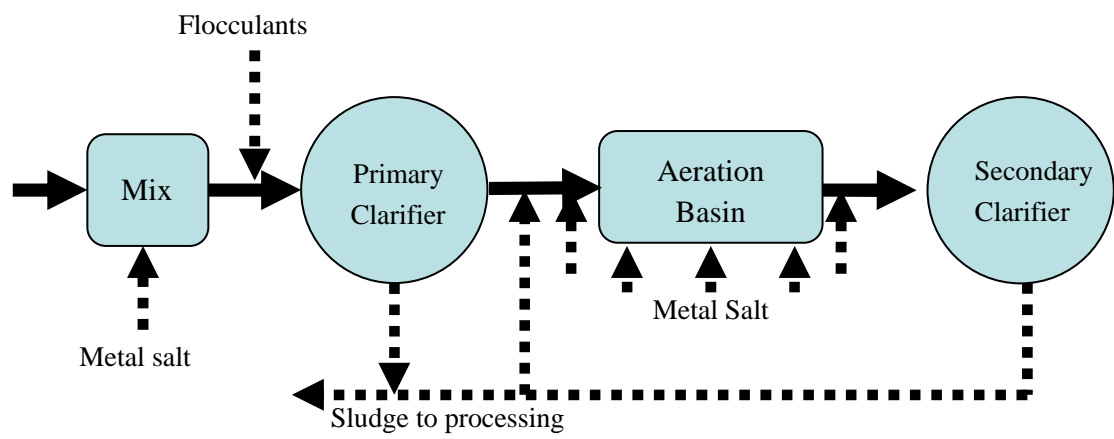 Flocculants
Mix
Primary
Clarifier
Aeration
Basin
Secondary
Clarifier
Metal salt
Metal Salt
Sludge to processing